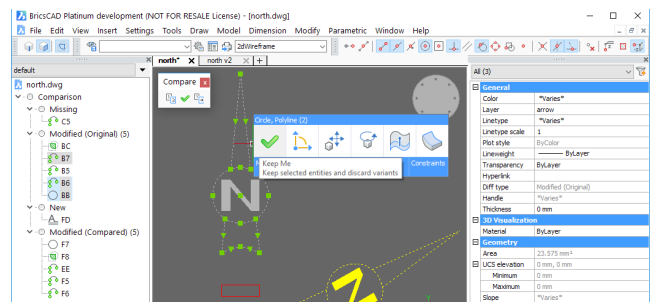 BricsCAD Platinum development (NOT FOR RESALE License) - [north.dwg]
File Edit View Insert Settings Tools Draw Model Dimension Modify Parametric Window Help
2dWireframe
default
north* X north v2 X +
All (3)
north.dwg
Comparison
Missing
C5
Modified (Original) (5)
BC
B7
B5
B6
BB
New
FD
Modified (Compared) (5)
F7
F8
EE
F5
F6
Compare x
Circle, Polyline (2)
Constraints
Keep Me
Keep selected entities and discard variants
N
N
Y
General
Color *Varies*
Layer arrow
Linetype *Varies*
Linetype scale 1
Plot style ByColor
Lineweight ByLayer
Transparency ByLayer
Hyperlink
Diff type Modified (Original)
Handle *Varies*
Thickness 0 mm
3D Visualization
Material ByLayer
Geometry
Area 23.575 mm²
UCS elevation 0 mm, 0 mm
Minimum 0 mm
Maximum 0 mm
Slope *Varies*